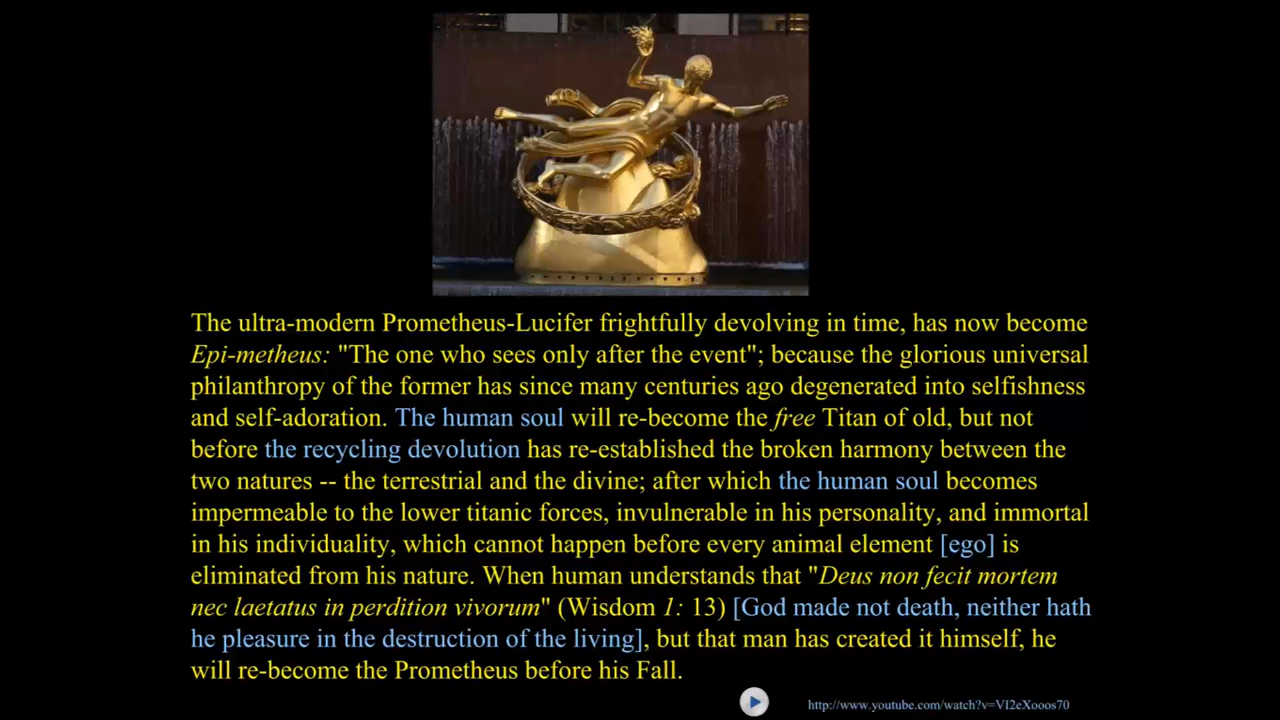 The ultra-modern Prometheus-Lucifer frightfully devolving in time, has now become
Epi-metheus: "The one who sees only after the event"; because the glorious universal
philanthropy of the former has since many centuries ago degenerated into selfishness
and self-adoration. The human soul will re-become the free Titan of old, but not
before the recycling devolution has re-established the broken harmony between the
two natures -- the terrestrial and the divine; after which the human soul becomes
impermeable to the lower titanic forces, invulnerable in his personality, and immortal
in his individuality, which cannot happen before every animal element [ego] is
eliminated from his nature. When human understands that "Deus non fecit mortem
nec laetatus in perdition vivorum" (Wisdom 1: 13) [God made not death, neither hath
he pleasure in the destruction of the living], but that man has created it himself, he
will re-become the Prometheus before his Fall.
http://www.youtube.com/watch?v=VI2eXooos70